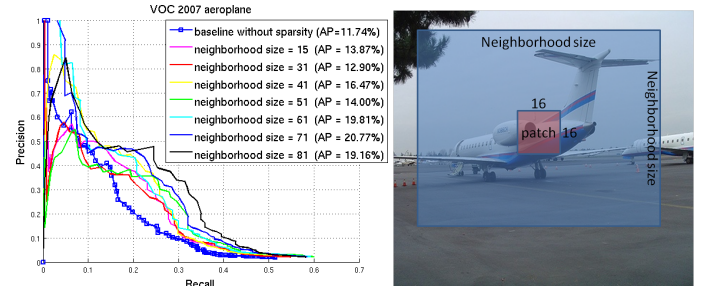 VOC 2007 aeroplane
baseline without sparsity (AP=11.74%)
neighborhood size = 15 (AP = 13.87%)
neighborhood size = 31 (AP = 12.90%)
neighborhood size = 41 (AP = 16.47%)
neighborhood size = 51 (AP = 14.00%)
neighborhood size = 61 (AP = 19.81%)
neighborhood size = 71 (AP = 20.77%)
neighborhood size = 81 (AP = 19.16%)
Precision
1
0.9
0.8
0.7
0.6
0.5
0.4
0.3
0.2
0.1
0
0 0.1 0.2 0.3 0.4 0.5 0.6 0.7
Recall
Neighborhood size
Neighborhood size
16
patch 16